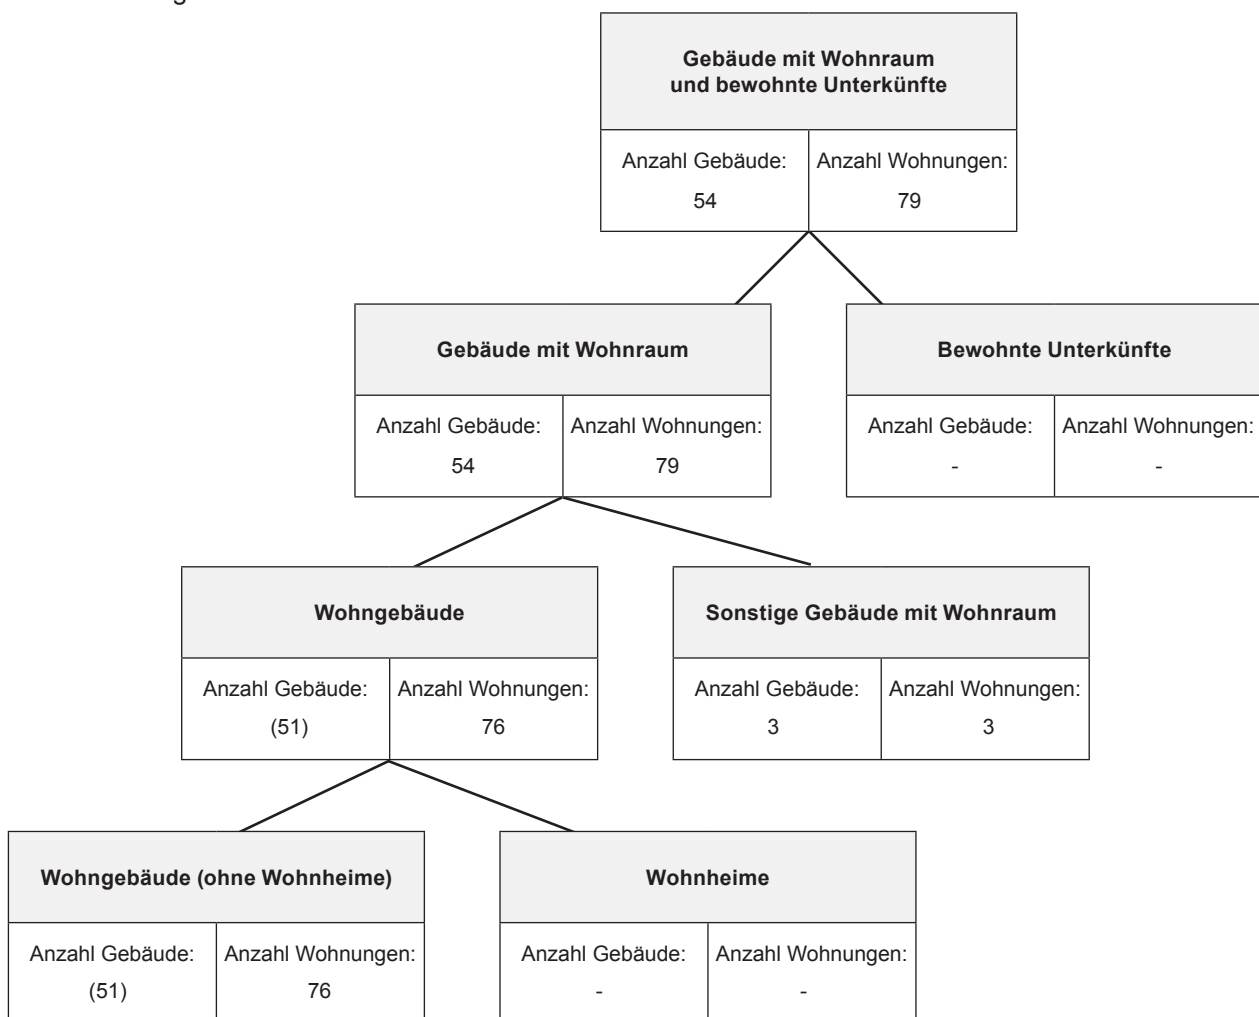 Gebäude mit Wohnraum
und bewohnte Unterkünfte
Anzahl Gebäude: Anzahl Wohnungen:
54 79
Gebäude mit Wohnraum Bewohnte Unterkünfte
Anzahl Gebäude: Anzahl Wohnungen: Anzahl Gebäude: Anzahl Wohnungen:
54 79 - -
Wohngebäude Sonstige Gebäude mit Wohnraum
Anzahl Gebäude: Anzahl Wohnungen: Anzahl Gebäude: Anzahl Wohnungen:
(51) 76 3 3
Wohngebäude (ohne Wohnheime) Wohnheime
Anzahl Gebäude: Anzahl Wohnungen: Anzahl Gebäude: Anzahl Wohnungen:
(51) 76 - -